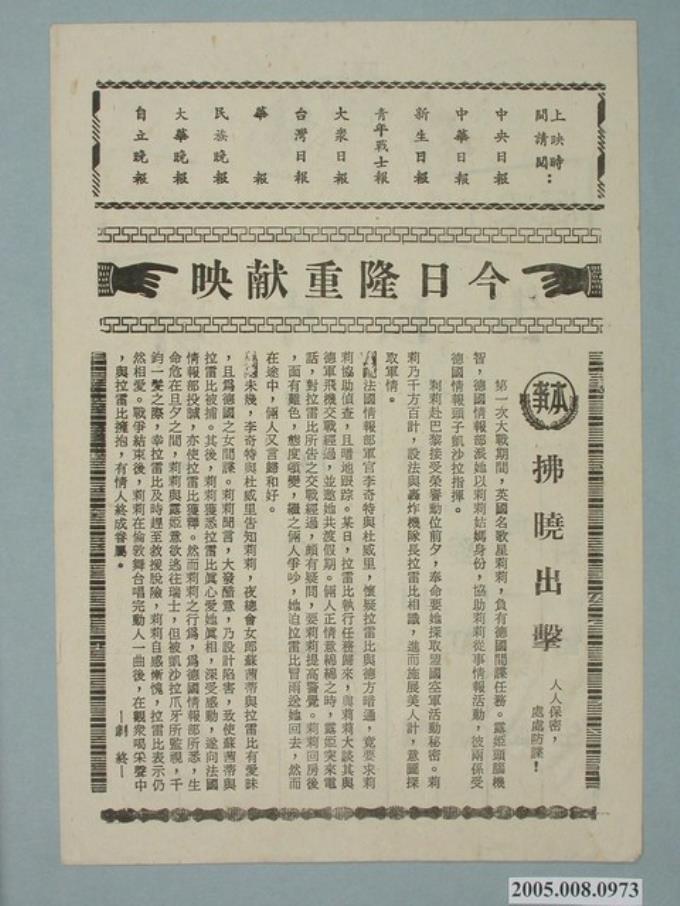 上映時
間請閱：
中央日報
中華日報
新生日報
青年戰士報
大衆日報
台灣日報
華報
民族晚報
大華晚報
自立晚報
今日隆重献映
本事
拂曉出擊
人人保密，
處處防諜！
第一次大戰期間，英國名歌星莉莉，負有德國間諜任務。露姬頭腦機
智，德國情報部派她以莉莉姑媽身份，協助莉莉從事情報活動，彼兩係受
德國情報頭子凱沙拉指揮。
莉莉赴巴黎接受榮譽勳位前夕，奉命要她探取盟國空軍活動秘密。莉
莉乃千方百計，設法與轟炸機隊長拉雷比相識，進而施展美人計，意圖探
取軍情。
法國情報部軍官李奇特與杜威里，懷疑拉雷比與德方暗通，竟要求莉
莉協助偵查，且暗地跟踪。某日，拉雷比執行任務歸來，與莉莉大談其與
德軍飛機交戰經過，並邀她共渡假期。倆人正情意綿綿之時，露姬突來電
話，對拉雷比所告之交戰經過，頗有疑問，要莉莉提高警覺。莉莉回房後
，面有難色，態度頓變，繼之倆人爭吵，她迫拉雷比冒雨送她回去，然而
在途中，倆人又言歸和好。
未幾，李奇特與杜威里告知莉莉，夜總會女郎蘇茜蒂與拉雷比有愛昧
，且爲德國之女間諜。莉莉聞言，大發醋意，乃設計陷害，致使蘇茜蒂與
拉雷比被捕。其後，莉莉獲悉拉雷比眞心愛她眞相，深受感動，遂向法國
情報部投誠，亦使拉雷比獲釋。然而莉莉之行爲，爲德國情報部所悉，生
命危在旦夕之間，莉莉與露姬意欲逃往瑞士，但被凱沙拉爪牙所監視，千
鈞一髮之際，幸拉雷比及時趕至救援脫險，莉莉自感慚愧，拉雷比表示仍
然相愛。戰爭結束後，莉莉在倫敦舞台唱完動人一曲後，在觀衆喝采聲中
，與拉雷比擁抱，有情人終成眷屬。
—劇終—
2005.008.0973